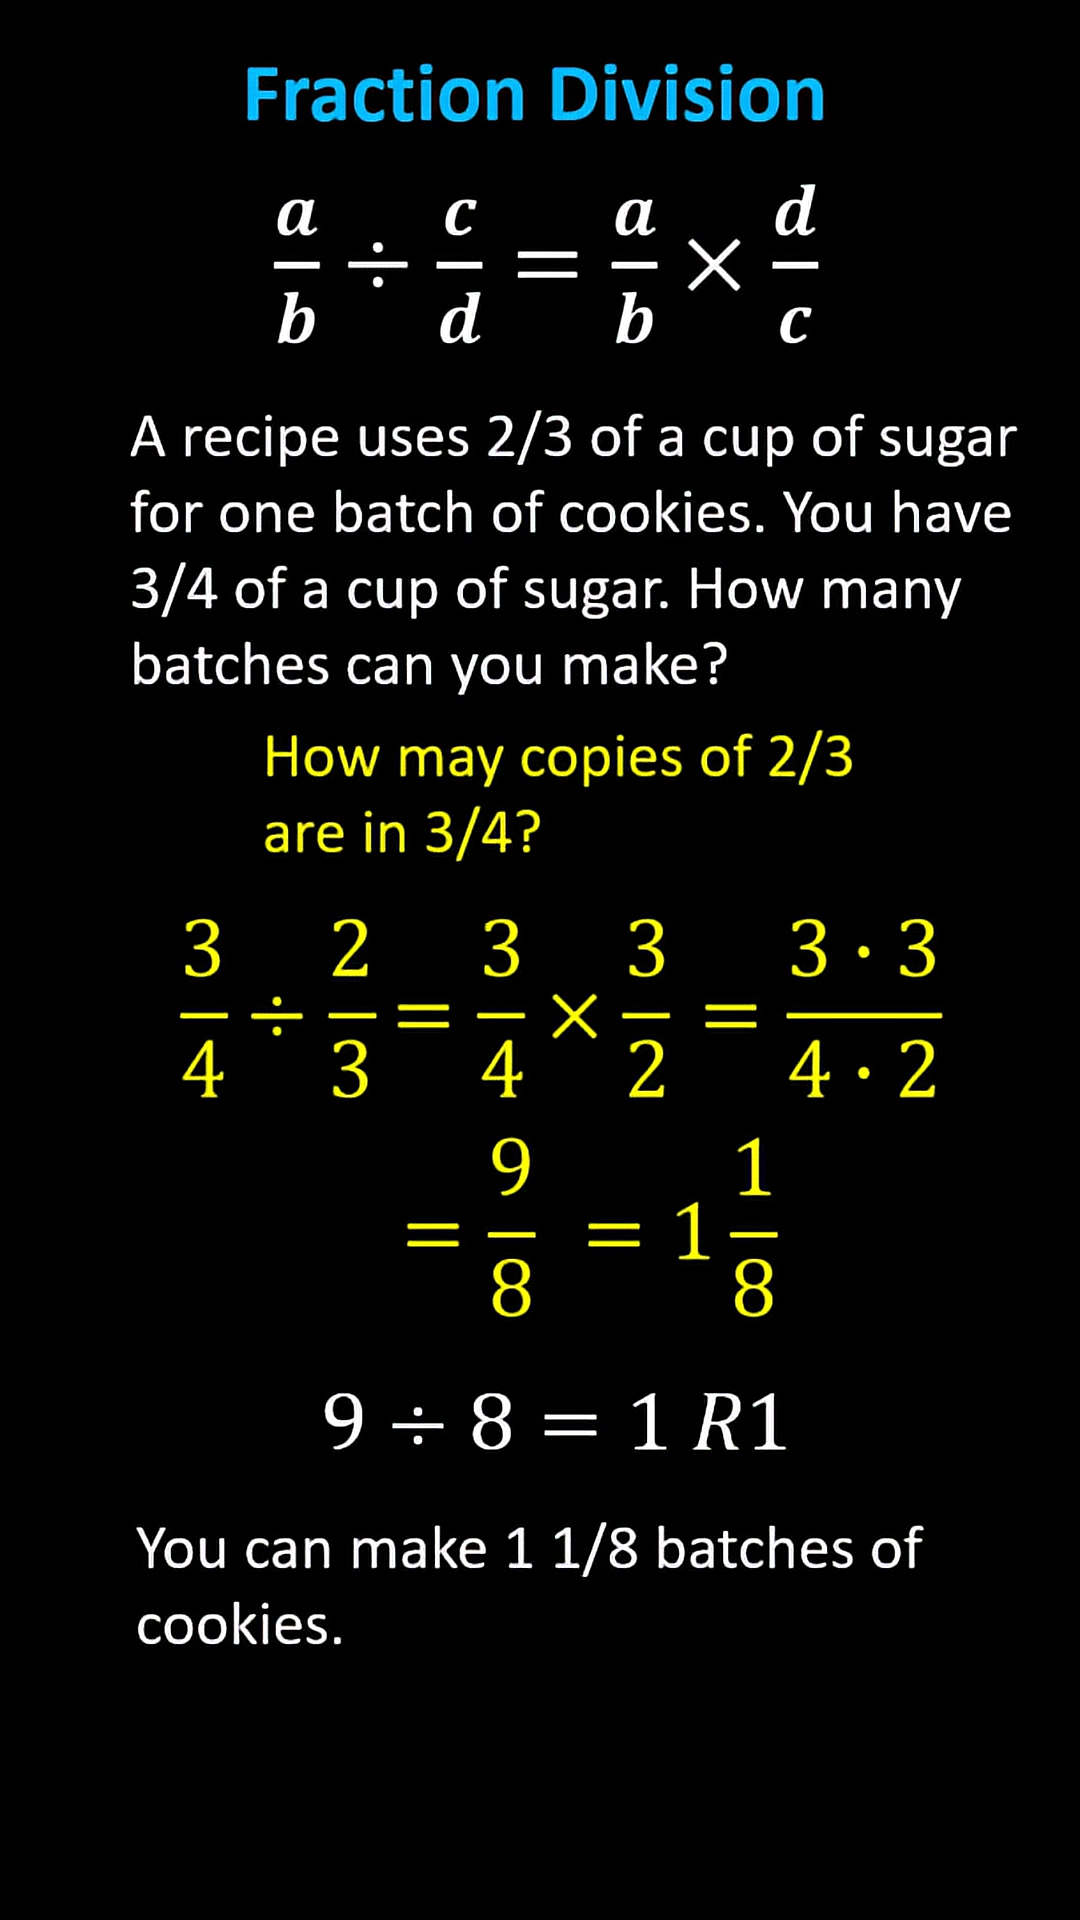 Fraction Division
a/b ÷ c/d = a/b × d/c
A recipe uses 2/3 of a cup of sugar
for one batch of cookies. You have
3/4 of a cup of sugar. How many
batches can you make?
How may copies of 2/3
are in 3/4?
3/4 ÷ 2/3 = 3/4 × 3/2 = 3 · 3/4 · 2
= 9/8 = 1 1/8
9 ÷ 8 = 1 R1
You can make 1 1/8 batches of
cookies.